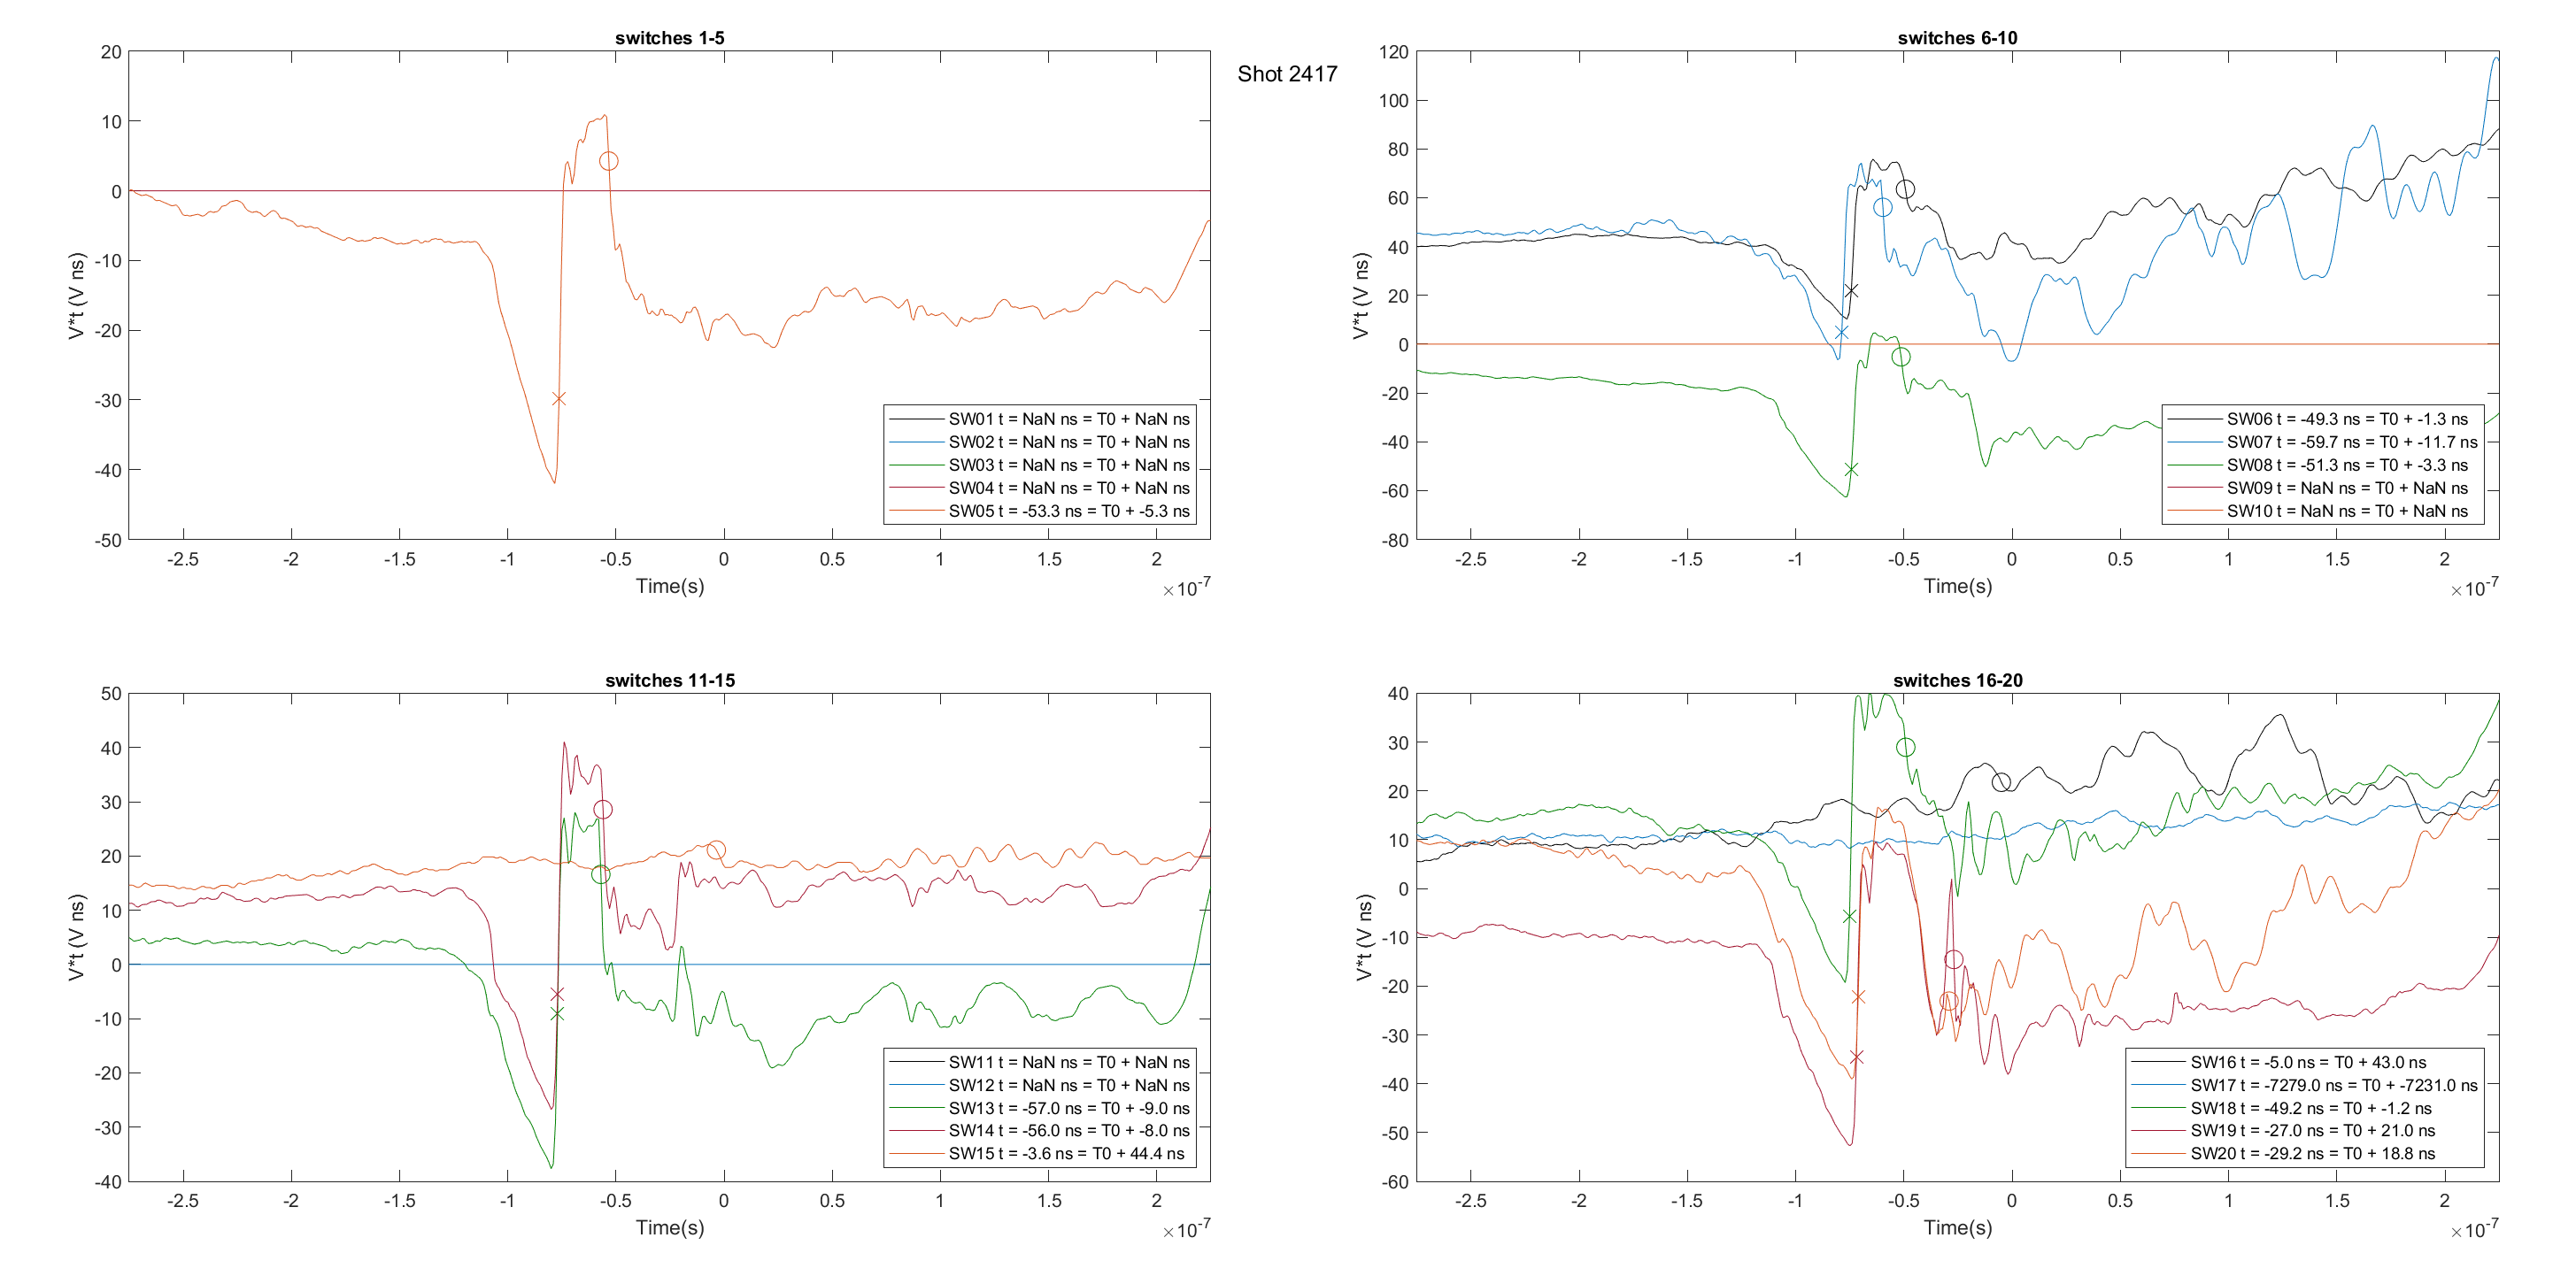 Shot 2417
switches 1-5
20
10
0
-10
-20
-30
-40
-50
V*t (V ns)
-2.5 -2 -1.5 -1 -0.5 0 0.5 1 1.5 2
Time(s)
×10-7
SW01 t = NaN ns = T0 + NaN ns
SW02 t = NaN ns = T0 + NaN ns
SW03 t = NaN ns = T0 + NaN ns
SW04 t = NaN ns = T0 + NaN ns
SW05 t = -53.3 ns = T0 + -5.3 ns
switches 6-10
120
100
80
60
40
20
0
-20
-40
-60
-80
V*t (V ns)
-2.5 -2 -1.5 -1 -0.5 0 0.5 1 1.5 2
Time(s)
×10-7
SW06 t = -49.3 ns = T0 + -1.3 ns
SW07 t = -59.7 ns = T0 + -11.7 ns
SW08 t = -51.3 ns = T0 + -3.3 ns
SW09 t = NaN ns = T0 + NaN ns
SW10 t = NaN ns = T0 + NaN ns
switches 11-15
50
40
30
20
10
0
-10
-20
-30
-40
V*t (V ns)
-2.5 -2 -1.5 -1 -0.5 0 0.5 1 1.5 2
Time(s)
×10-7
SW11 t = NaN ns = T0 + NaN ns
SW12 t = NaN ns = T0 + NaN ns
SW13 t = -57.0 ns = T0 + -9.0 ns
SW14 t = -56.0 ns = T0 + -8.0 ns
SW15 t = -3.6 ns = T0 + 44.4 ns
switches 16-20
40
30
20
10
0
-10
-20
-30
-40
-50
-60
V*t (V ns)
-2.5 -2 -1.5 -1 -0.5 0 0.5 1 1.5 2
Time(s)
×10-7
SW16 t = -5.0 ns = T0 + 43.0 ns
SW17 t = -7279.0 ns = T0 + -7231.0 ns
SW18 t = -49.2 ns = T0 + -1.2 ns
SW19 t = -27.0 ns = T0 + 21.0 ns
SW20 t = -29.2 ns = T0 + 18.8 ns